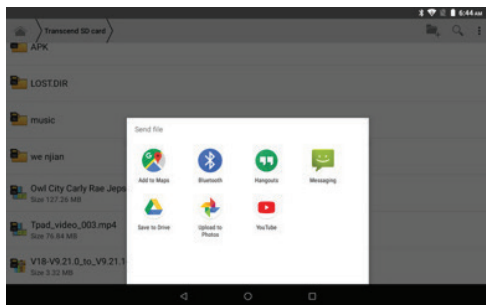 6:44 AM
Transcend SD card
APK
LOST.DIR
music
we njian
Owl City Carly Rae Jeps
Size 127.26 MB
Tpad_video_003.mp4
Size 76.84 MB
V18-V9.21.0_to_V9.21.1
Size 3.32 MB
Send file
Add to Maps
Bluetooth
Hangouts
Messaging
Save to Drive
Upload to
Photos
YouTube